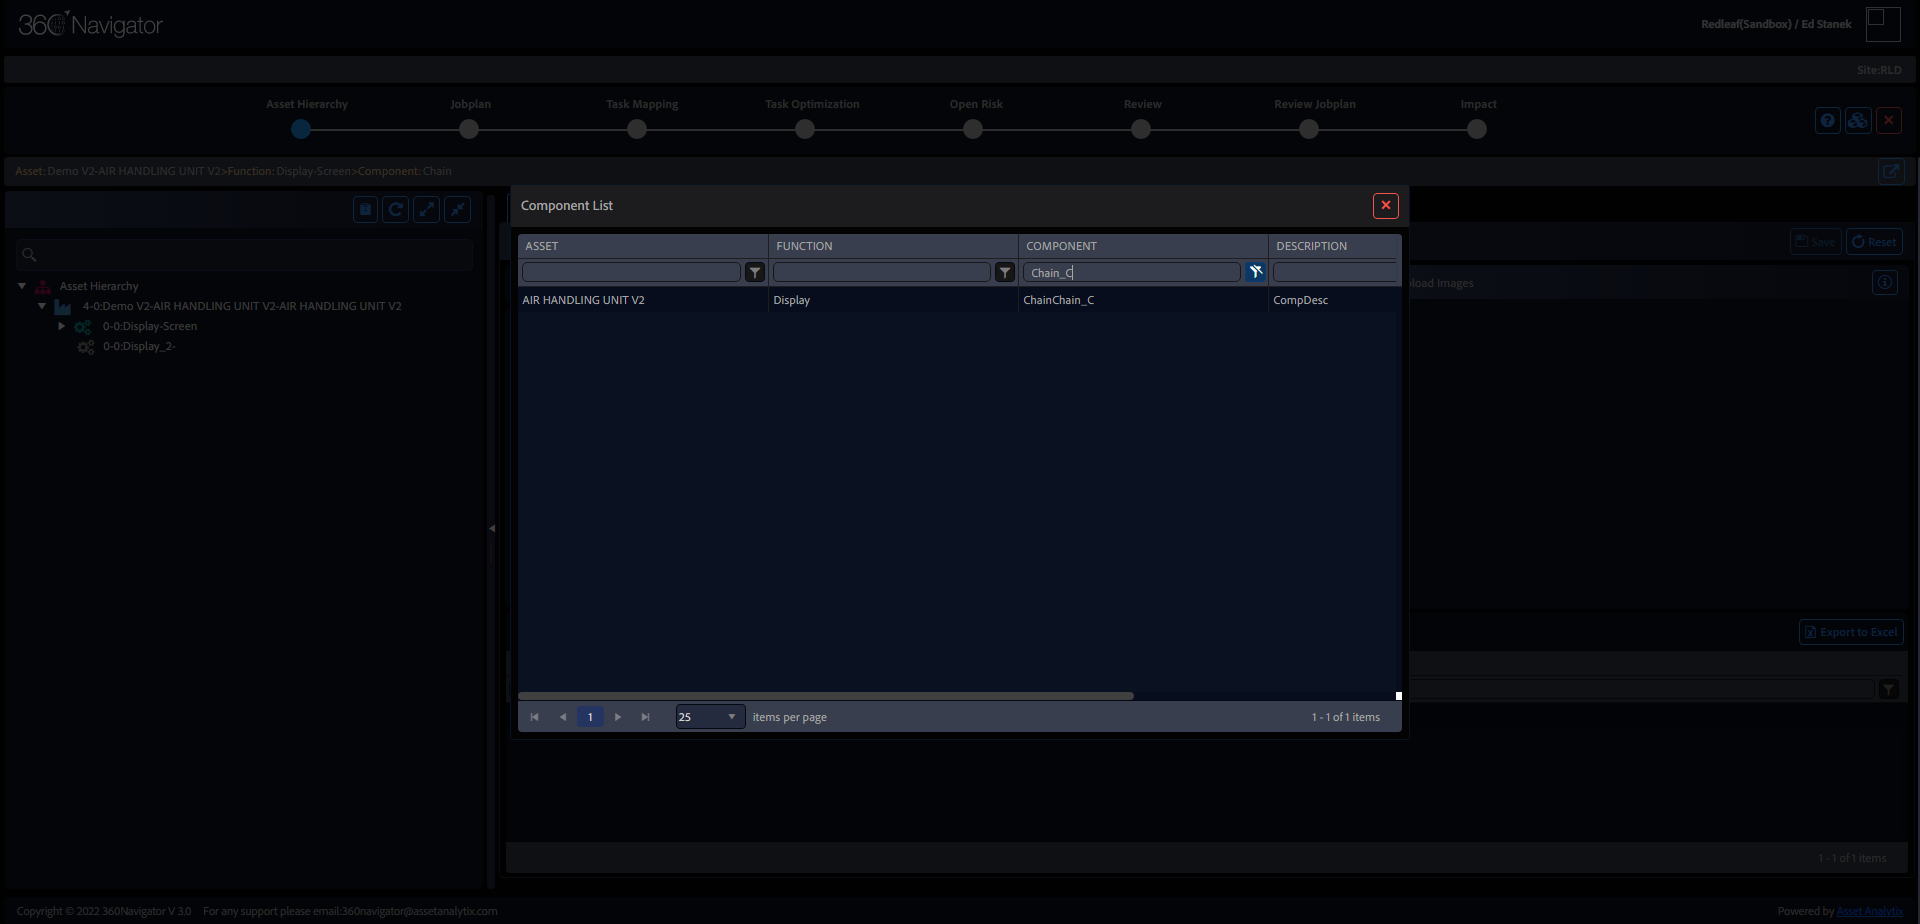 360 Navigator
Redleaf(Sandbox) / Ed Stanek
Site:RLD
Asset Hierarchy Jobplan Task Mapping Task Optimization Open Risk Review Review Jobplan Impact
Asset: Demo V2-AIR HANDLING UNIT V2>Function: Display-Screen>Component: Chain
Component List
Save Reset
ASSET FUNCTION COMPONENT DESCRIPTION
Chain_C
load Images
AIR HANDLING UNIT V2 Display ChainChain_C CompDesc
Asset Hierarchy
4-0:Demo V2-AIR HANDLING UNIT V2-AIR HANDLING UNIT V2
0-0:Display-Screen
0-0:Display_2-
Export to Excel
1 25 items per page 1 - 1 of 1 items
1 - 1 of 1 items
Copyright © 2022 360Navigator V 3.0 For any support please email:360navigator@assetanalytix.com
Powered by Asset Analytix